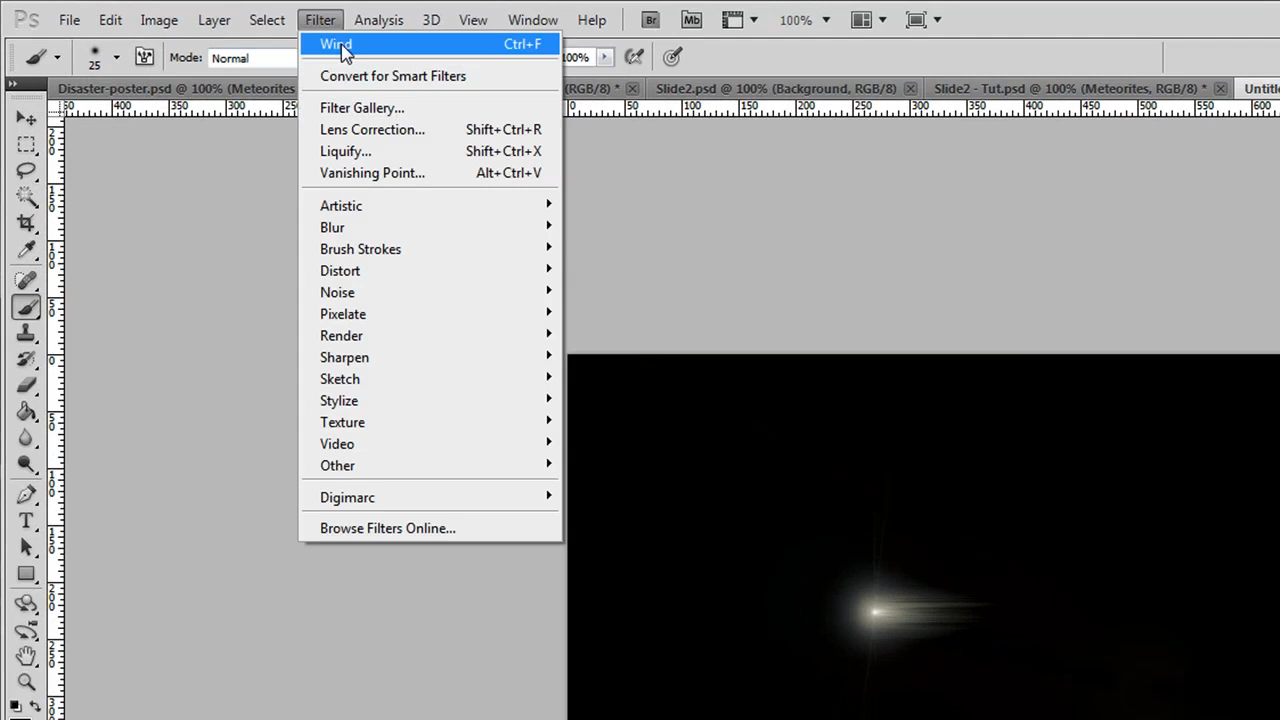 Ps File Edit Image Layer Select Filter Analysis 3D View Window Help Br Mb 100%
25 Mode: Normal 100%
Disaster-poster.psd @ 100% (Meteorites (RGB/8) * Slide2.psd @ 100% (Background, RGB/8) Slide2 - Tut.psd @ 100% (Meteorites, RGB/8) * Untitle
Wind Ctrl+F
Convert for Smart Filters
Filter Gallery...
Lens Correction... Shift+Ctrl+R
Liquify... Shift+Ctrl+X
Vanishing Point... Alt+Ctrl+V
Artistic
Blur
Brush Strokes
Distort
Noise
Pixelate
Render
Sharpen
Sketch
Stylize
Texture
Video
Other
Digimarc
Browse Filters Online...